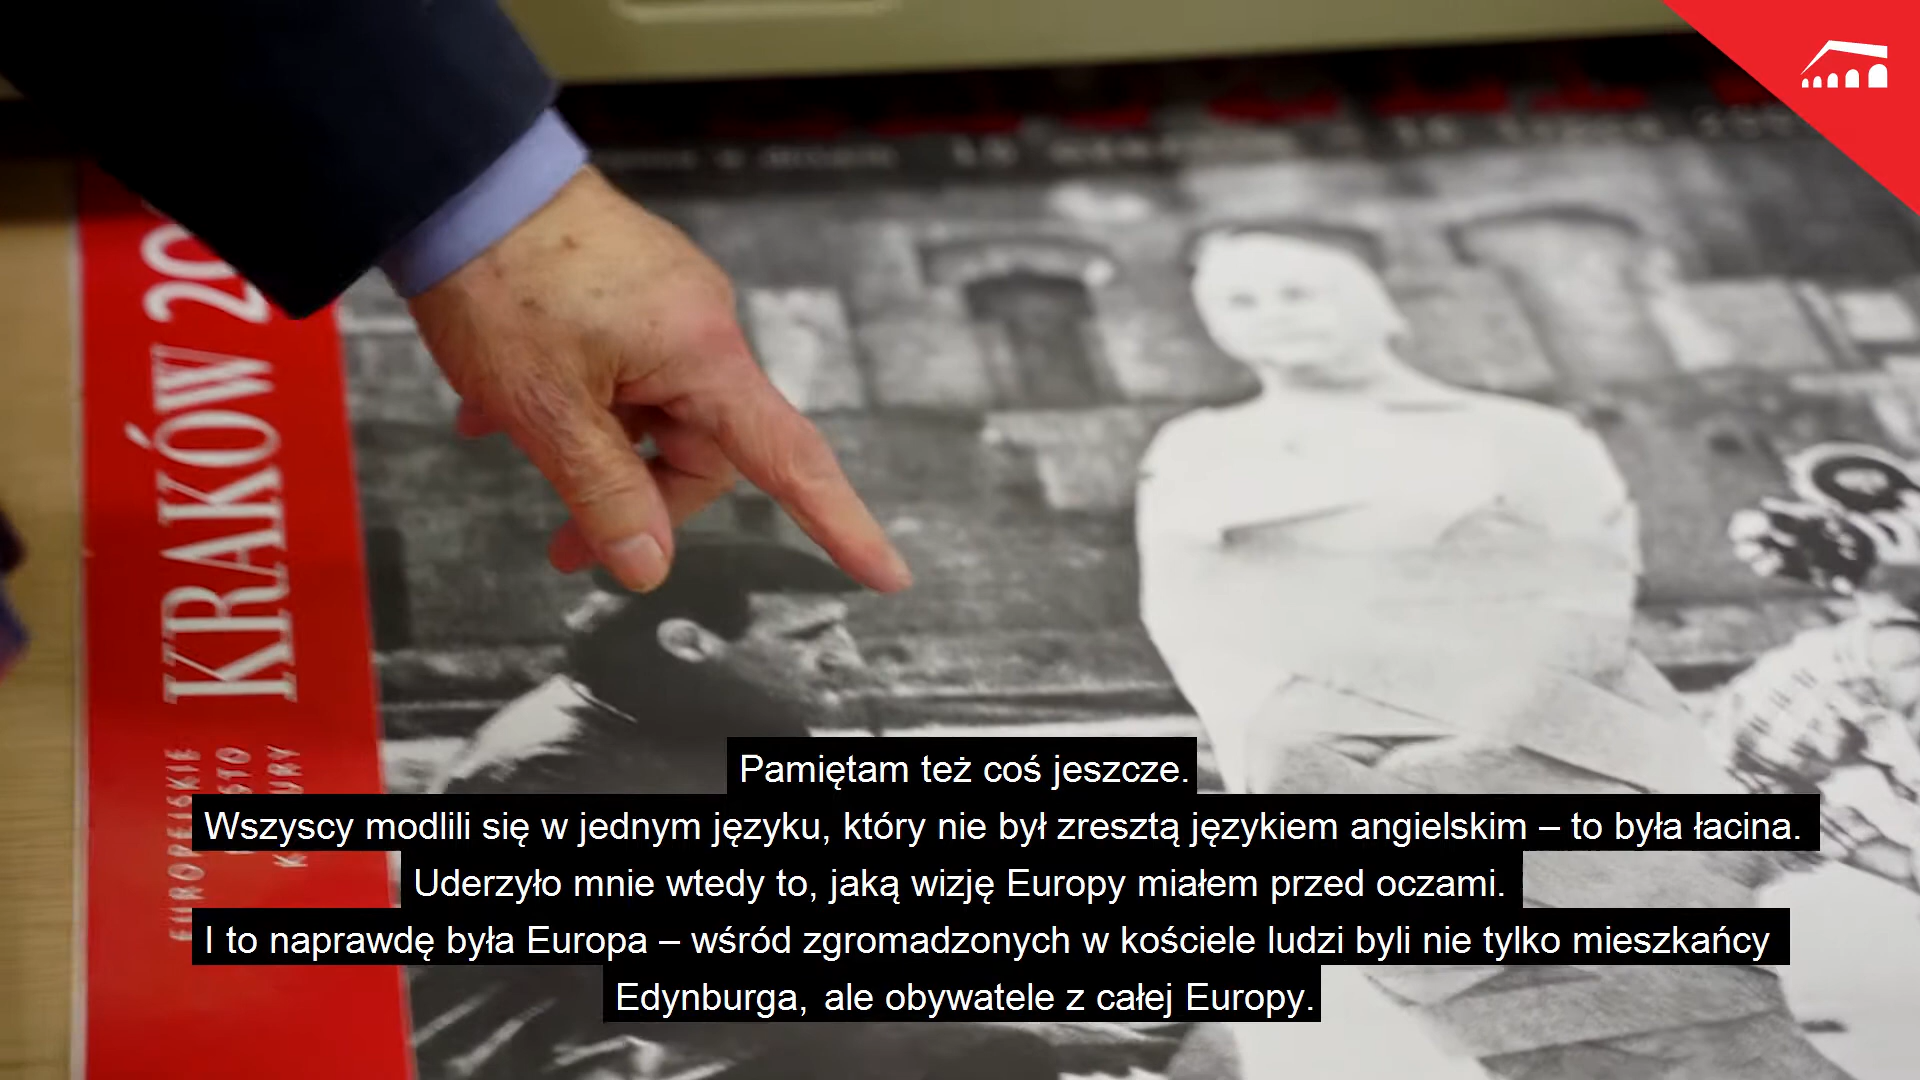 KRAKÓW 20
EUROPEJSKIE
Pamiętam też coś jeszcze.
Wszyscy modlili się w jednym języku, który nie był zresztą językiem angielskim – to była łacina.
Uderzyło mnie wtedy to, jaką wizję Europy miałem przed oczami.
I to naprawdę była Europa – wśród zgromadzonych w kościele ludzi byli nie tylko mieszkańcy
Edynburga, ale obywatele z całej Europy.